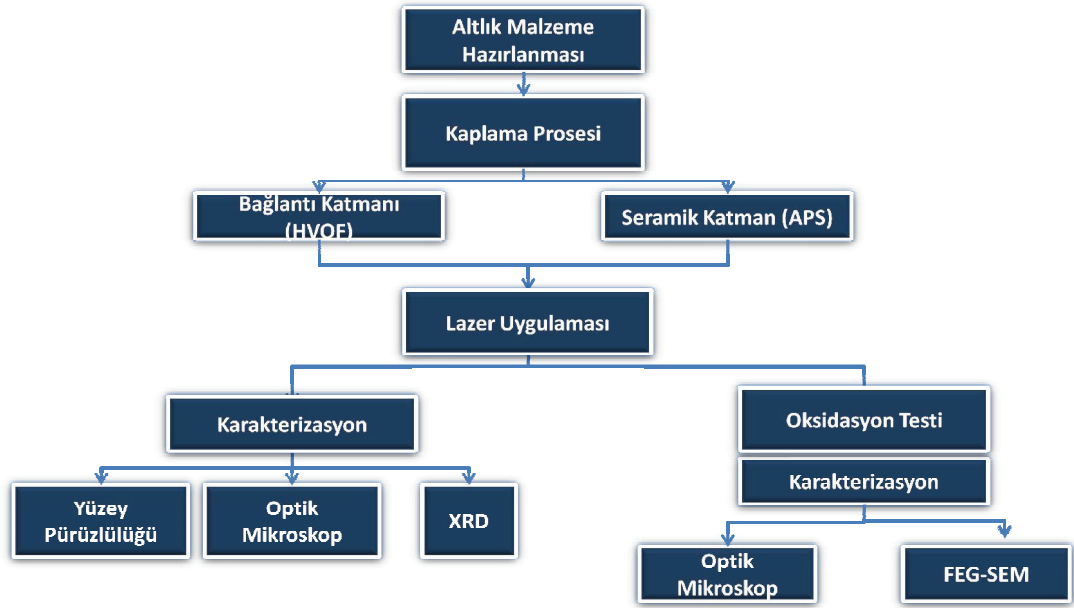 Altlık Malzeme
Hazırlanması
Kaplama Prosesi
Bağlantı Katmanı
(HVOF)
Seramik Katman (APS)
Lazer Uygulaması
Karakterizasyon
Oksidasyon Testi
Karakterizasyon
Yüzey
Pürüzlülüğü
Optik
Mikroskop
XRD
Optik
Mikroskop
FEG-SEM